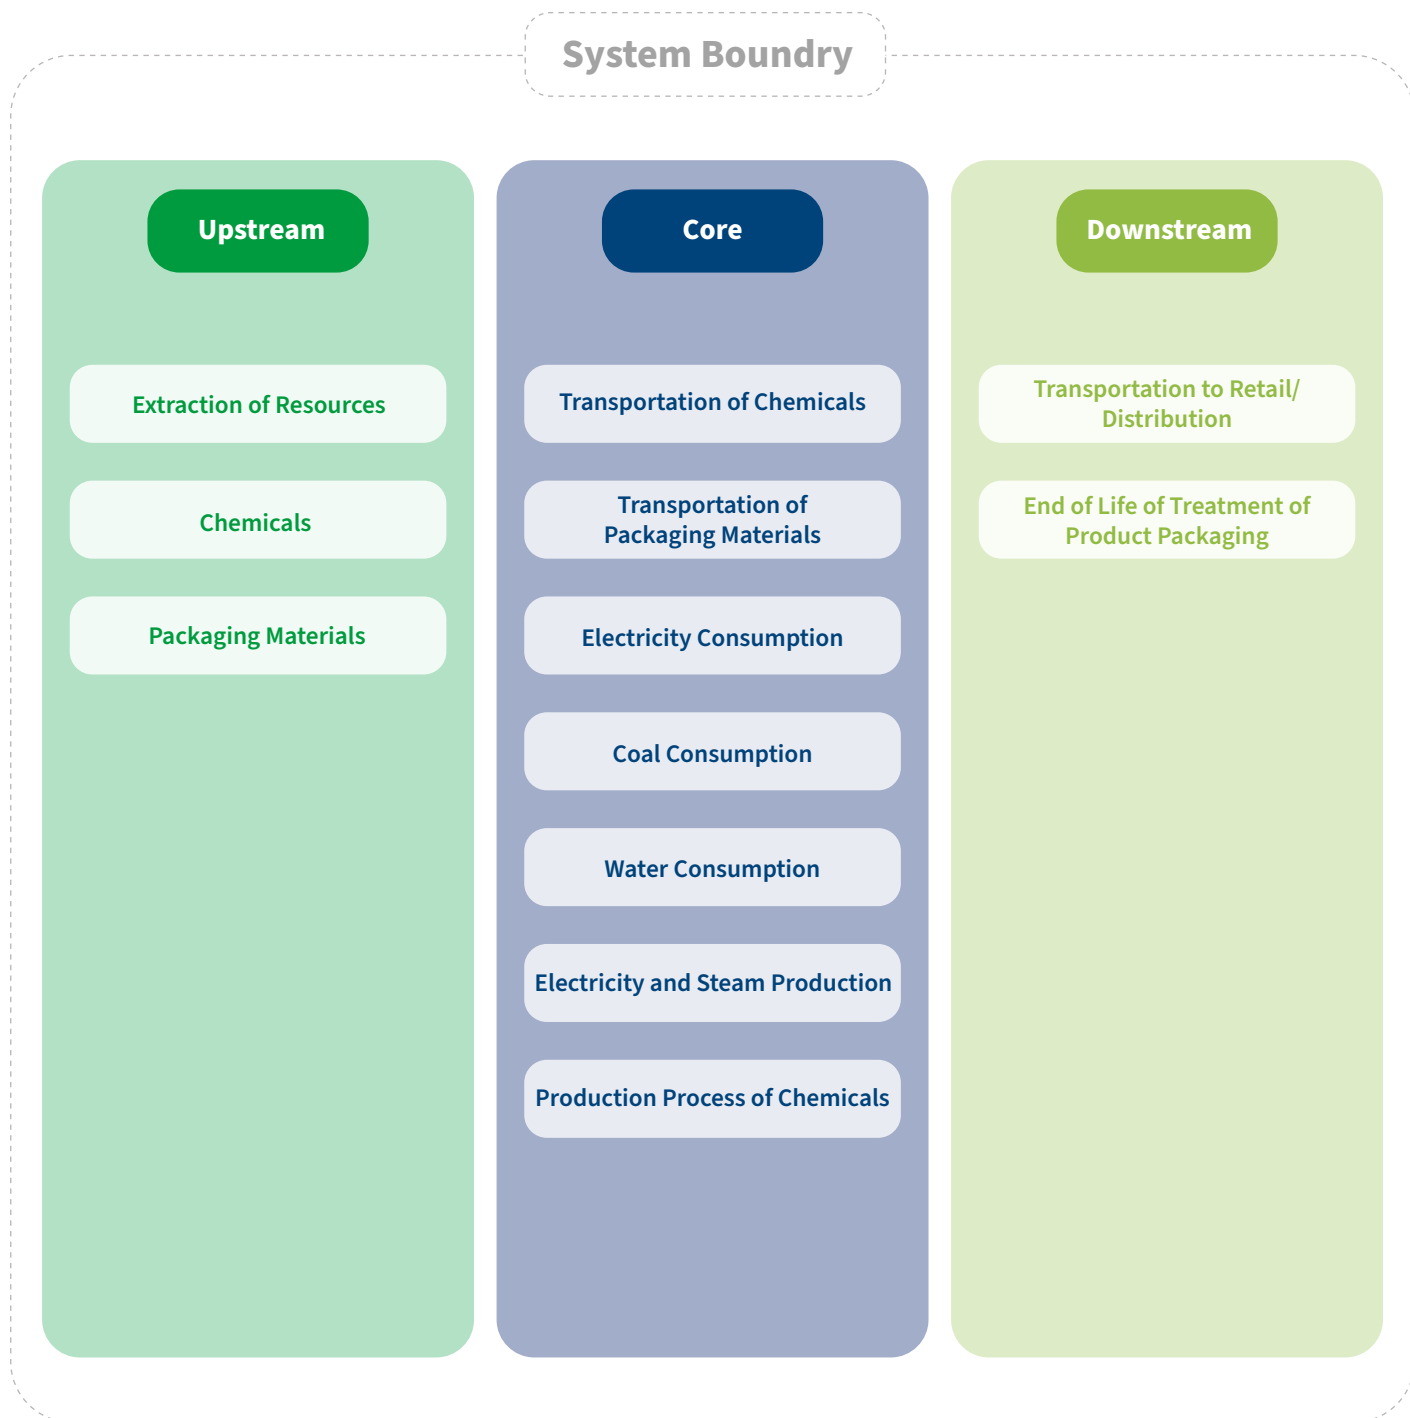 System Boundry
Upstream
Extraction of Resources
Chemicals
Packaging Materials
Core
Transportation of Chemicals
Transportation of
Packaging Materials
Electricity Consumption
Coal Consumption
Water Consumption
Electricity and Steam Production
Production Process of Chemicals
Downstream
Transportation to Retail/
Distribution
End of Life of Treatment of
Product Packaging